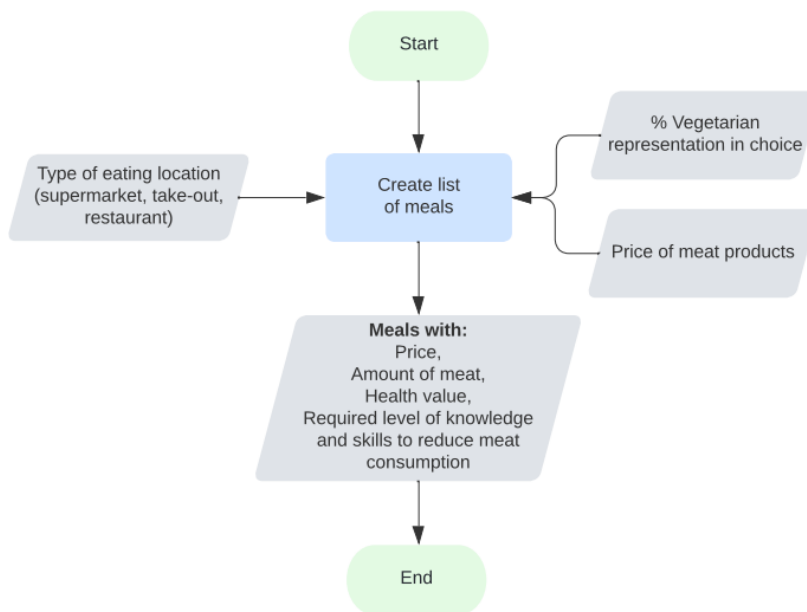 Start
% Vegetarian
representation in choice
Type of eating location
(supermarket, take-out,
restaurant)
Create list
of meals
Price of meat products
Meals with:
Price,
Amount of meat,
Health value,
Required level of knowledge
and skills to reduce meat
consumption
End